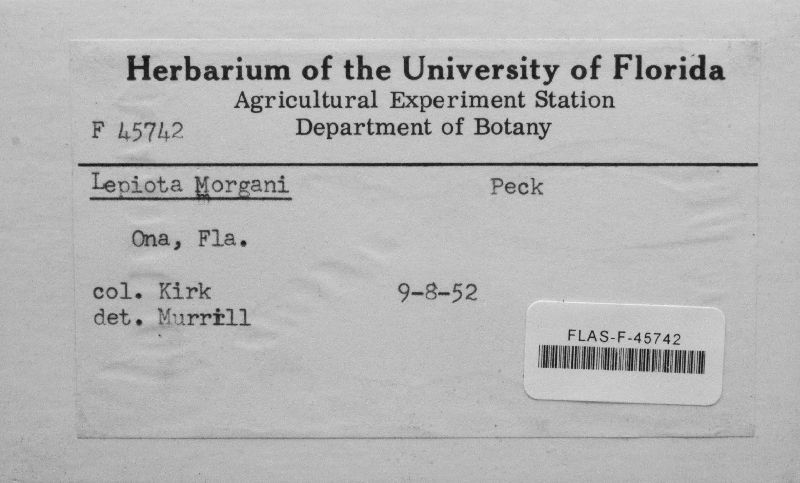 Herbarium of the University of Florida
Agricultural Experiment Station
F 45742 Department of Botany
Lepiota Morgani Peck
Ona, Fla.
col. Kirk 9-8-52
det. Murrill
FLAS-F-45742